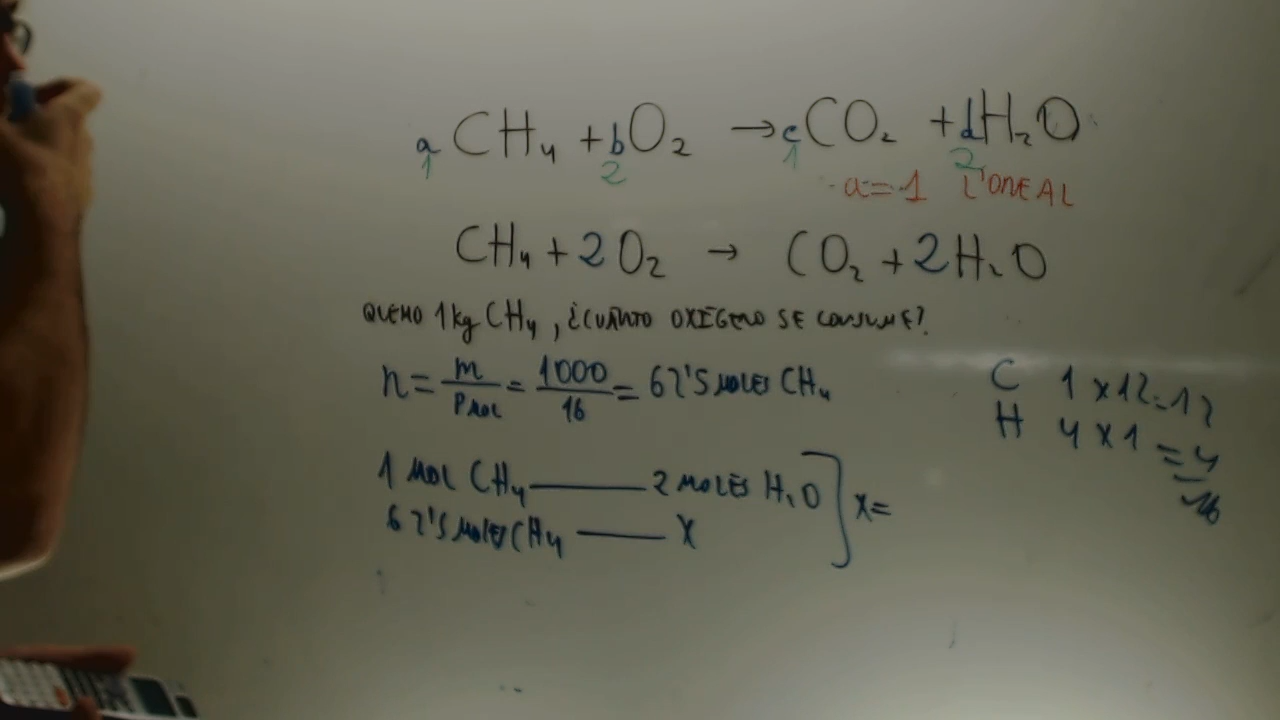 a CH₄ + b O₂ → c CO₂ + d H₂O
1 2 1 2
a = 1 L'ONEAL
CH₄ + 2 O₂ → CO₂ + 2 H₂O
QUEMO 1 kg CH₄, ¿CUÁNTO OXÍGENO SE CONSUME?
n = m / PMOL = 1000 / 16 = 62'5 MOLES CH₄
C 1 x 12 = 12
H 4 x 1 = 4
= 16
1 MOL CH₄ —— 2 MOLES H₂O
62'5 MOLES CH₄ —— X
X =